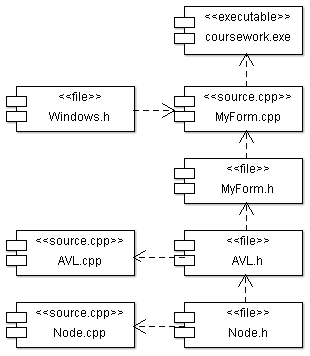 <<executable>>
coursework.exe
<<file>>
Windows.h
<<source.cpp>>
MyForm.cpp
<<file>>
MyForm.h
<<source.cpp>>
AVL.cpp
<<file>>
AVL.h
<<source.cpp>>
Node.cpp
<<file>>
Node.h